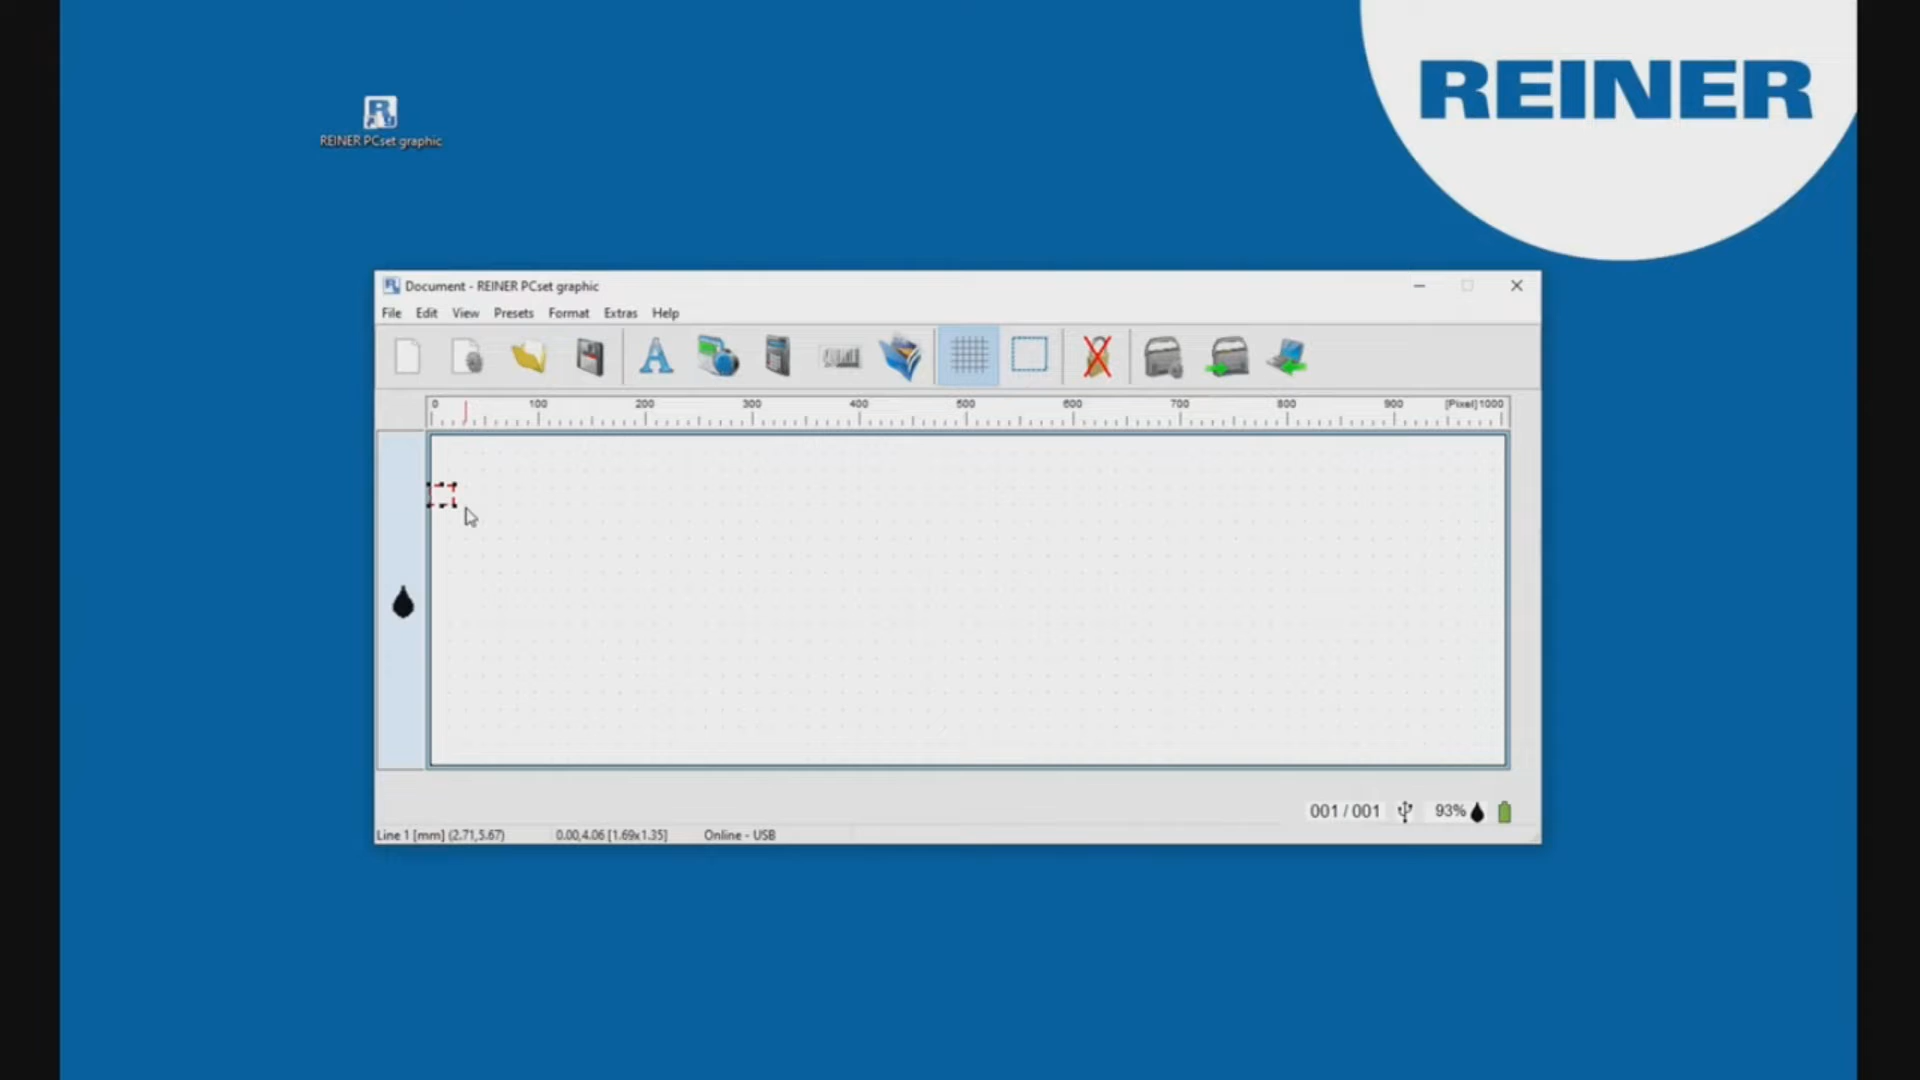 REINER
REINER PCset graphic
Document - REINER PCset graphic
File Edit View Presets Format Extras Help
0 100 200 300 400 500 600 700 800 900 [Pixel] 1000
001 / 001 93%
Line 1 [mm] (2.71,5.67) 0.00,4.06 [1.69x1.35] Online - USB